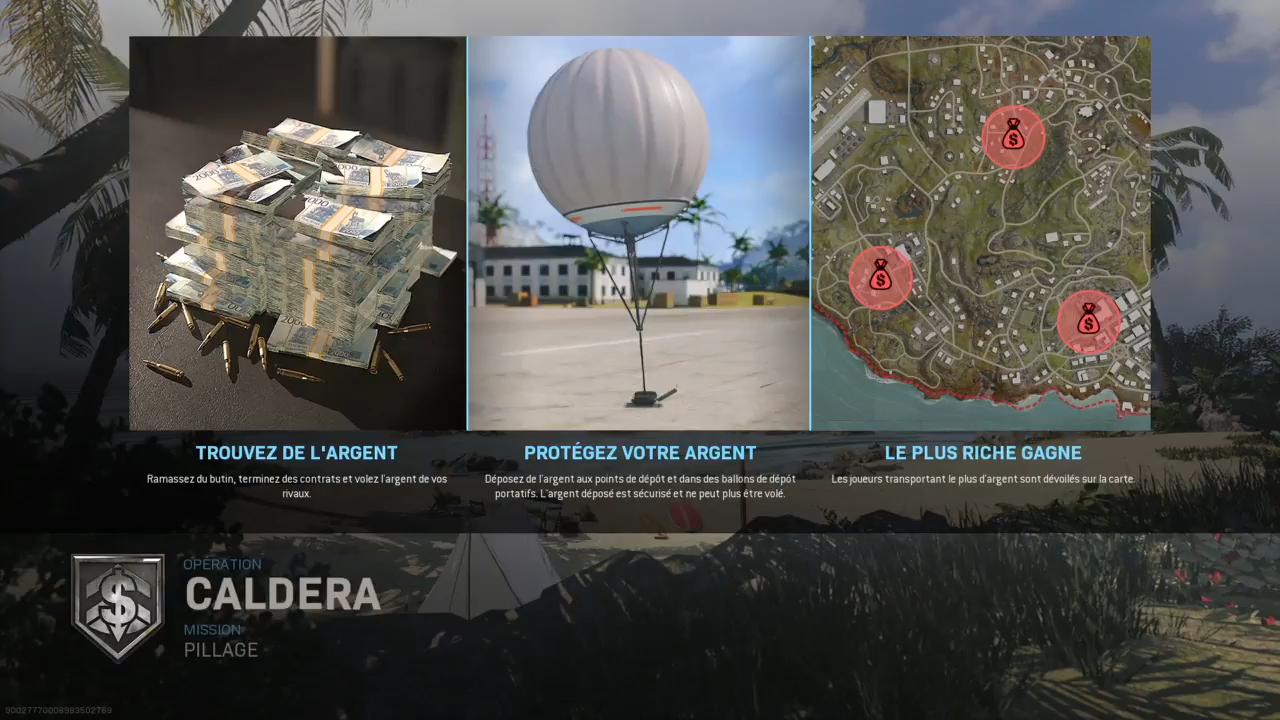 TROUVEZ DE L'ARGENT
Ramassez du butin, terminez des contrats et volez l'argent de vos
rivaux.
PROTÉGEZ VOTRE ARGENT
Déposez de l'argent aux points de dépôt et dans des ballons de dépôt
portatifs. L'argent déposé est sécurisé et ne peut plus être volé.
LE PLUS RICHE GAGNE
Les joueurs transportant le plus d'argent sont dévoilés sur la carte.
OPÉRATION
CALDERA
MISSION
PILLAGE